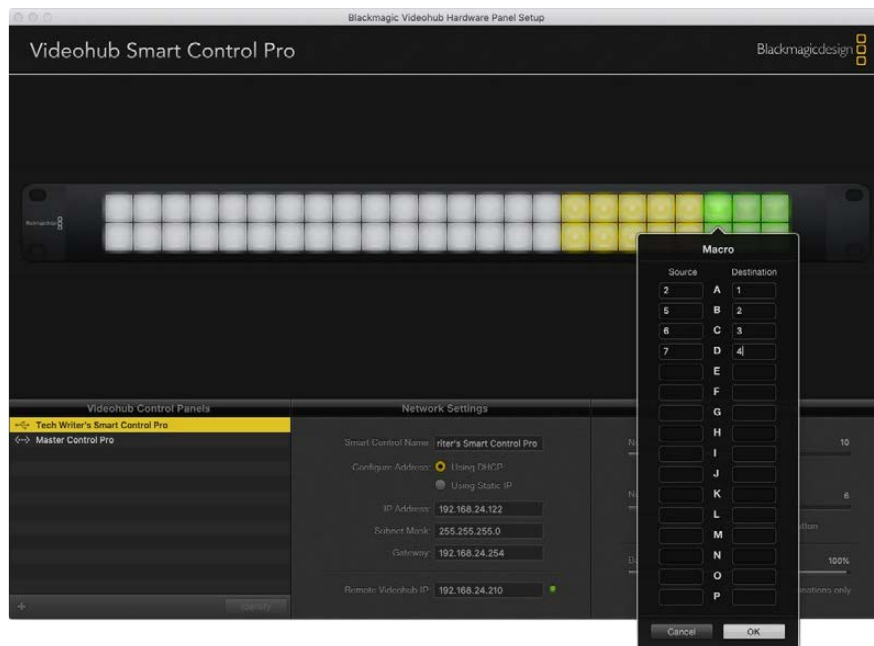 Blackmagic Videohub Hardware Panel Setup
Videohub Smart Control Pro
Blackmagicdesign
Macro
Source Destination
2 A 1
5 B 2
6 C 3
7 D 4
E
F
G
H
I
J
K
L
M
N
O
P
Cancel OK
Videohub Control Panels
Tech Writer's Smart Control Pro
Master Control Pro
Identify
Network Settings
Smart Control Name: riter's Smart Control Pro
Configure Address: Using DHCP
Using Static IP
IP Address: 192.168.24.122
Subnet Mask: 255.255.255.0
Gateway: 192.168.24.254
Remote Videohub IP: 192.168.24.210
10
6
100%
only